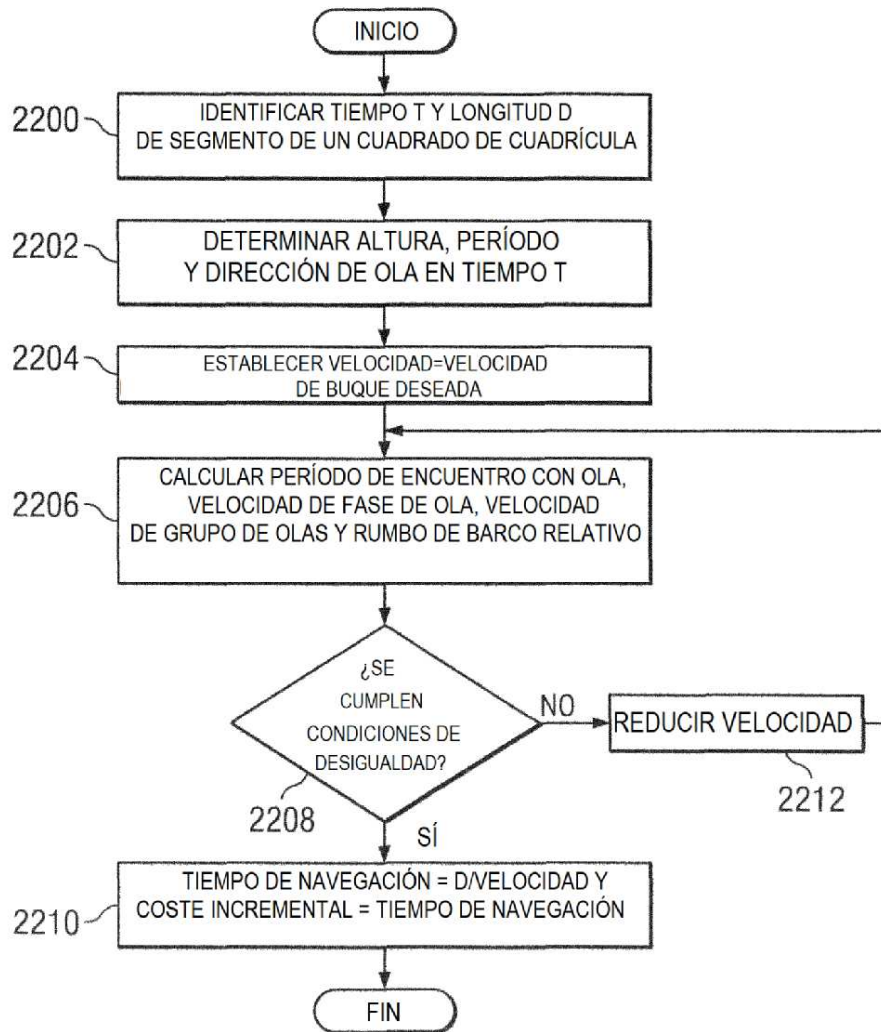 INICIO
2200
IDENTIFICAR TIEMPO T Y LONGITUD D
DE SEGMENTO DE UN CUADRADO DE CUADRÍCULA
2202
DETERMINAR ALTURA, PERÍODO
Y DIRECCIÓN DE OLA EN TIEMPO T
2204
ESTABLECER VELOCIDAD=VELOCIDAD
DE BUQUE DESEADA
2206
CALCULAR PERÍODO DE ENCUENTRO CON OLA,
VELOCIDAD DE FASE DE OLA, VELOCIDAD
DE GRUPO DE OLAS Y RUMBO DE BARCO RELATIVO
¿SE
CUMPLEN
CONDICIONES DE
DESIGUALDAD?
2208
NO
REDUCIR VELOCIDAD
2212
SÍ
2210
TIEMPO DE NAVEGACIÓN = D/VELOCIDAD Y
COSTE INCREMENTAL = TIEMPO DE NAVEGACIÓN
FIN